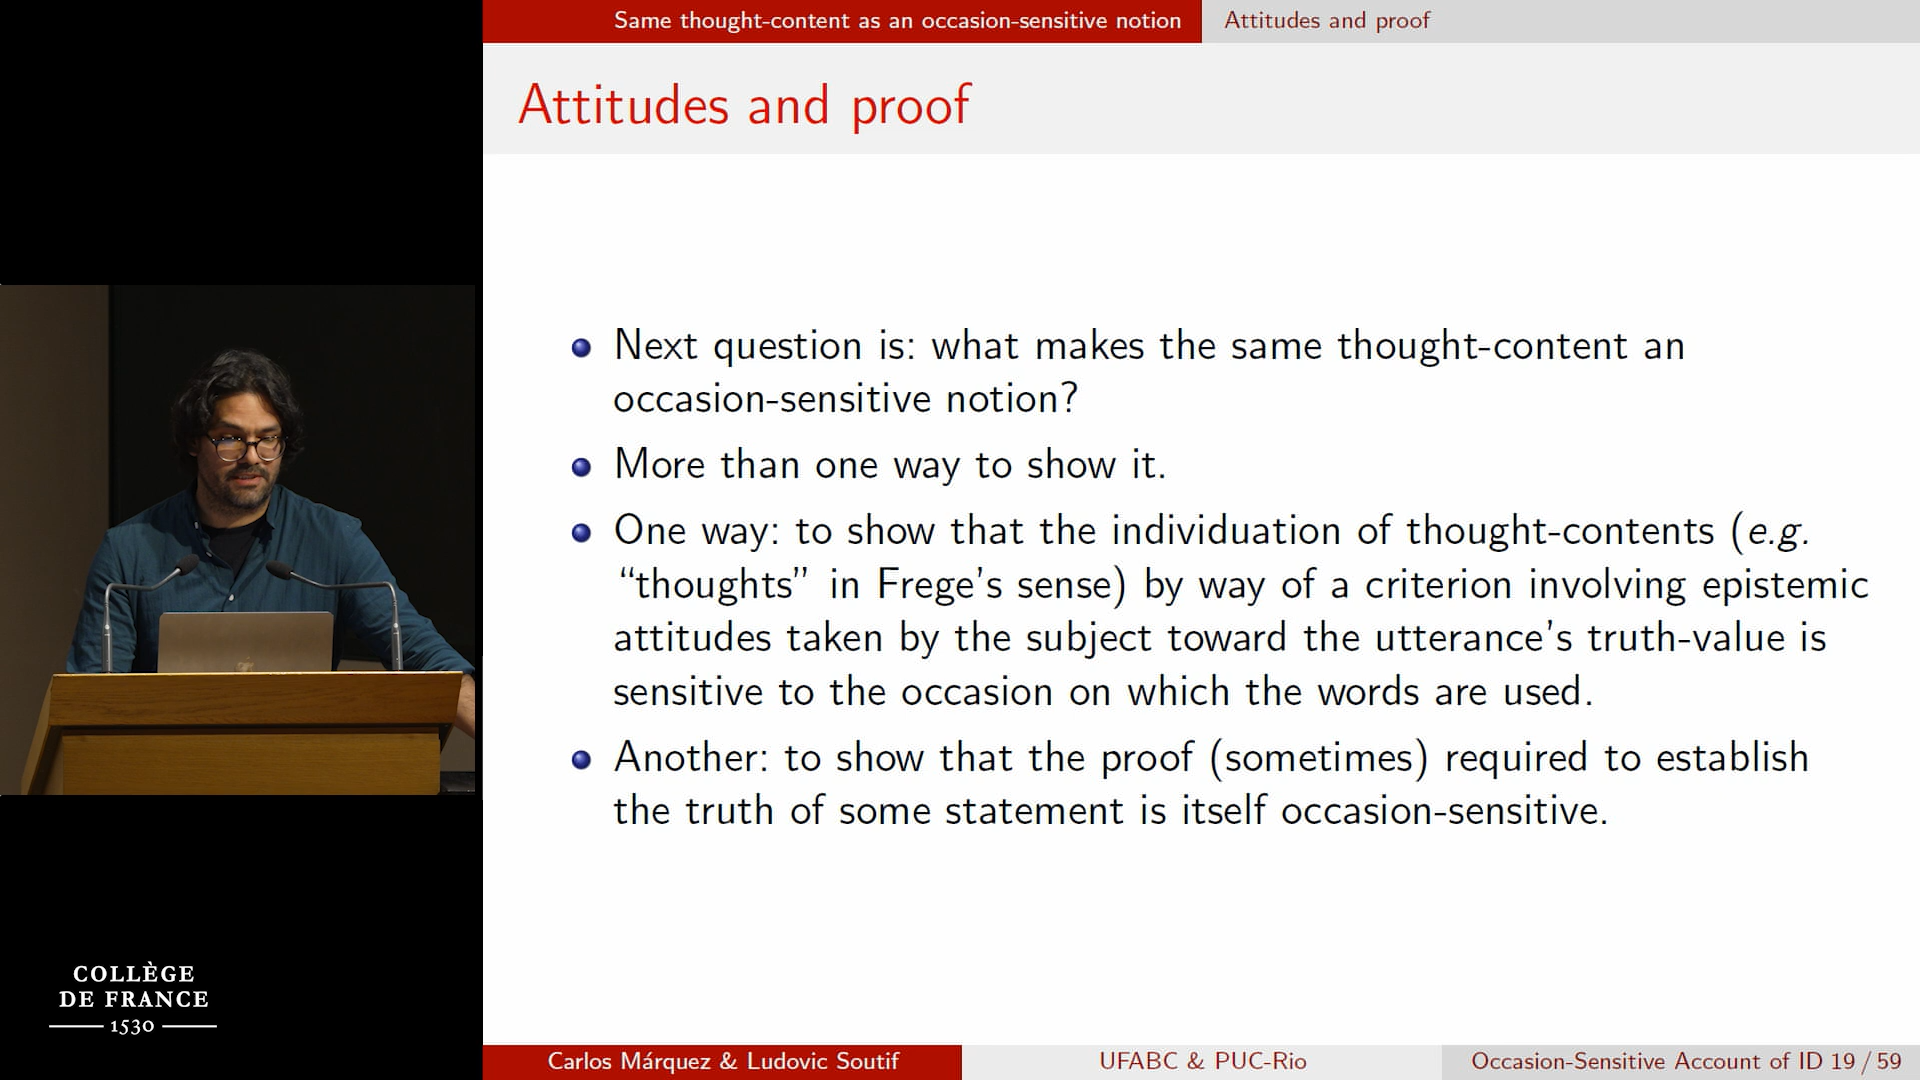 Same thought-content as an occasion-sensitive notion
Attitudes and proof
Attitudes and proof
Next question is: what makes the same thought-content an
occasion-sensitive notion?
More than one way to show it.
One way: to show that the individuation of thought-contents (e.g.
“thoughts” in Frege’s sense) by way of a criterion involving epistemic
attitudes taken by the subject toward the utterance’s truth-value is
sensitive to the occasion on which the words are used.
Another: to show that the proof (sometimes) required to establish
the truth of some statement is itself occasion-sensitive.
COLLÈGE
DE FRANCE
1530
Carlos Márquez & Ludovic Soutif
UFABC & PUC-Rio
Occasion-Sensitive Account of ID 19 / 59